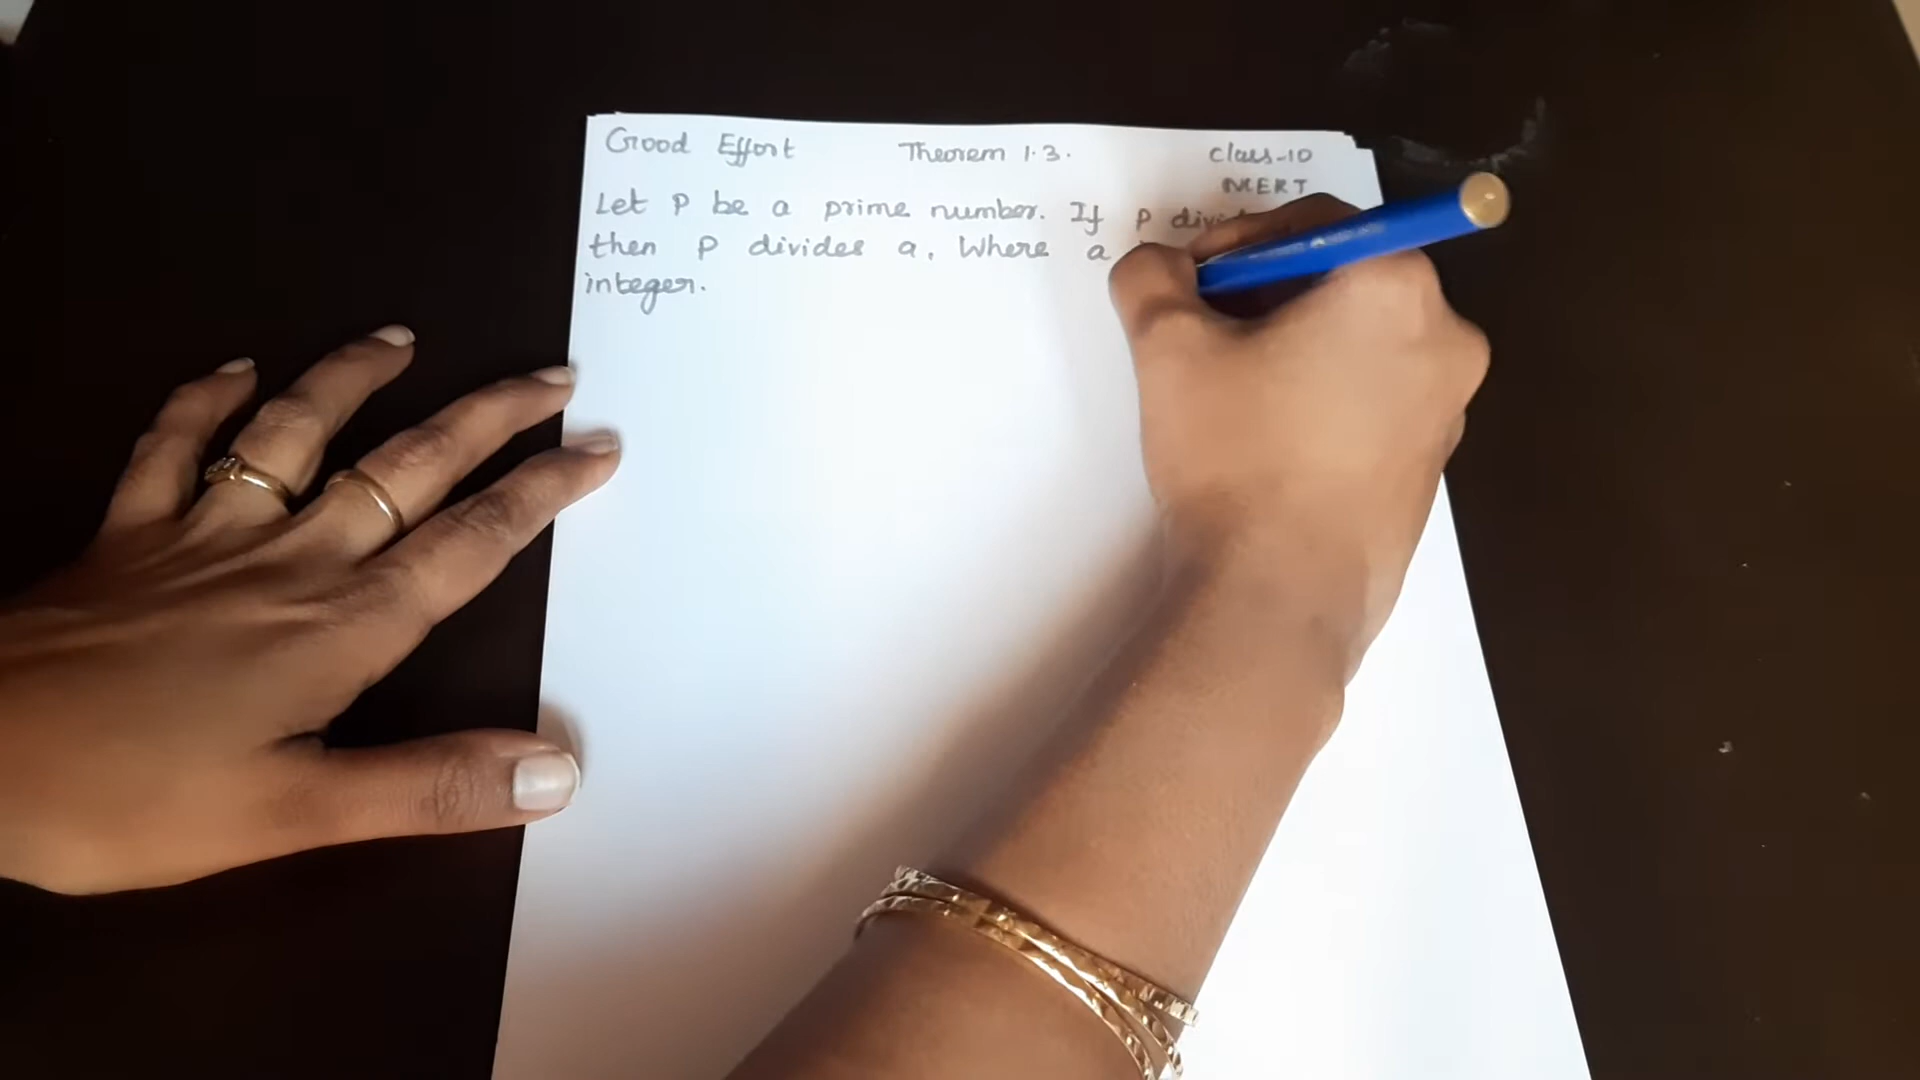 Good Effort Theorem 1.3. Class-10
NCERT
Let P be a prime number. If P
then P divides a, Where a
integer.